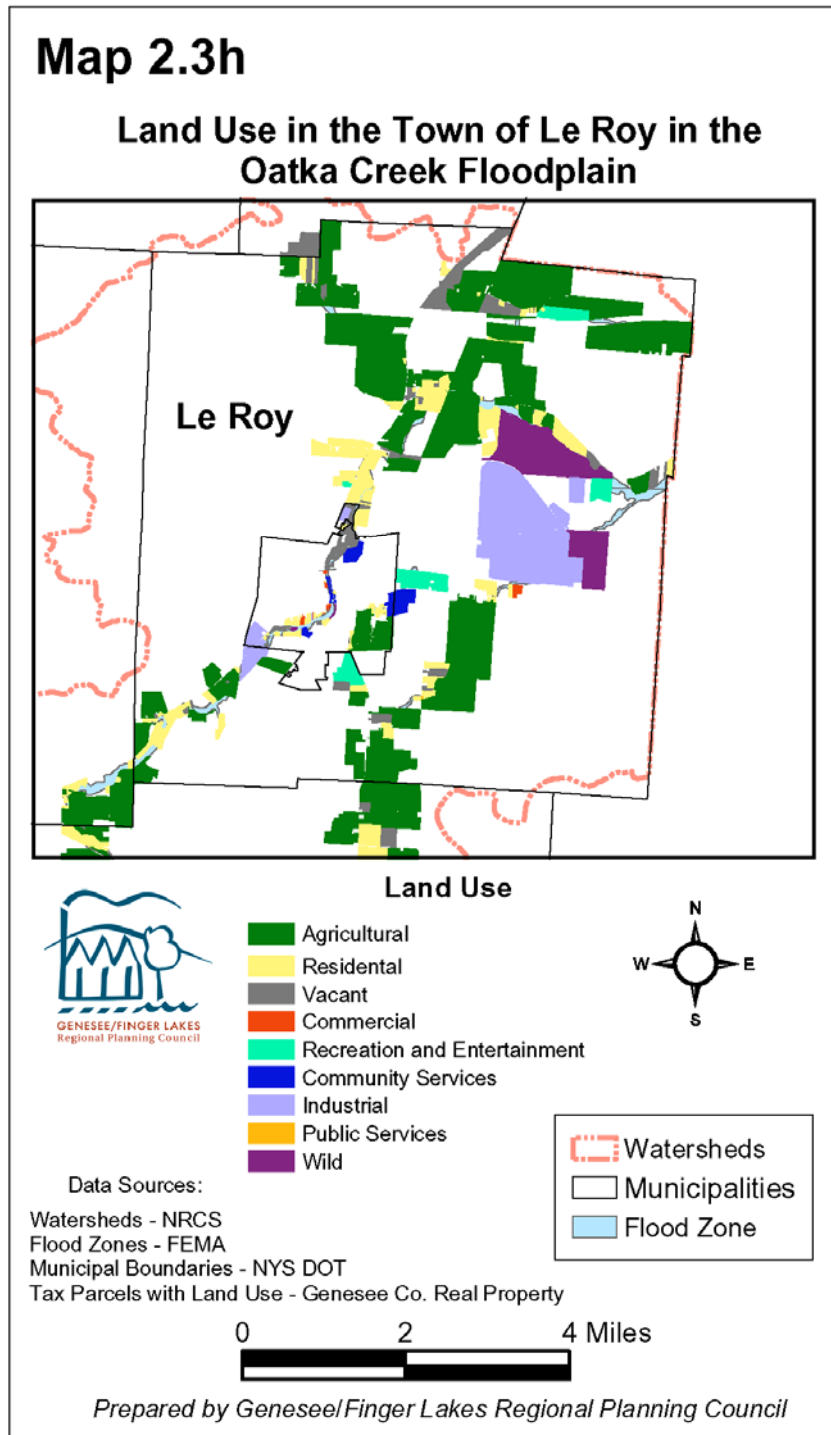 Map 2.3h
Land Use in the Town of Le Roy in the
Oatka Creek Floodplain
Le Roy
Land Use
Agricultural
Residental
Vacant
Commercial
Recreation and Entertainment
Community Services
Industrial
Public Services
Wild
GENESEE/FINGER LAKES
Regional Planning Council
N
W E
S
Watersheds
Municipalities
Flood Zone
Data Sources:
Watersheds - NRCS
Flood Zones - FEMA
Municipal Boundaries - NYS DOT
Tax Parcels with Land Use - Genesee Co. Real Property
0 2 4 Miles
Prepared by Genesee/Finger Lakes Regional Planning Council